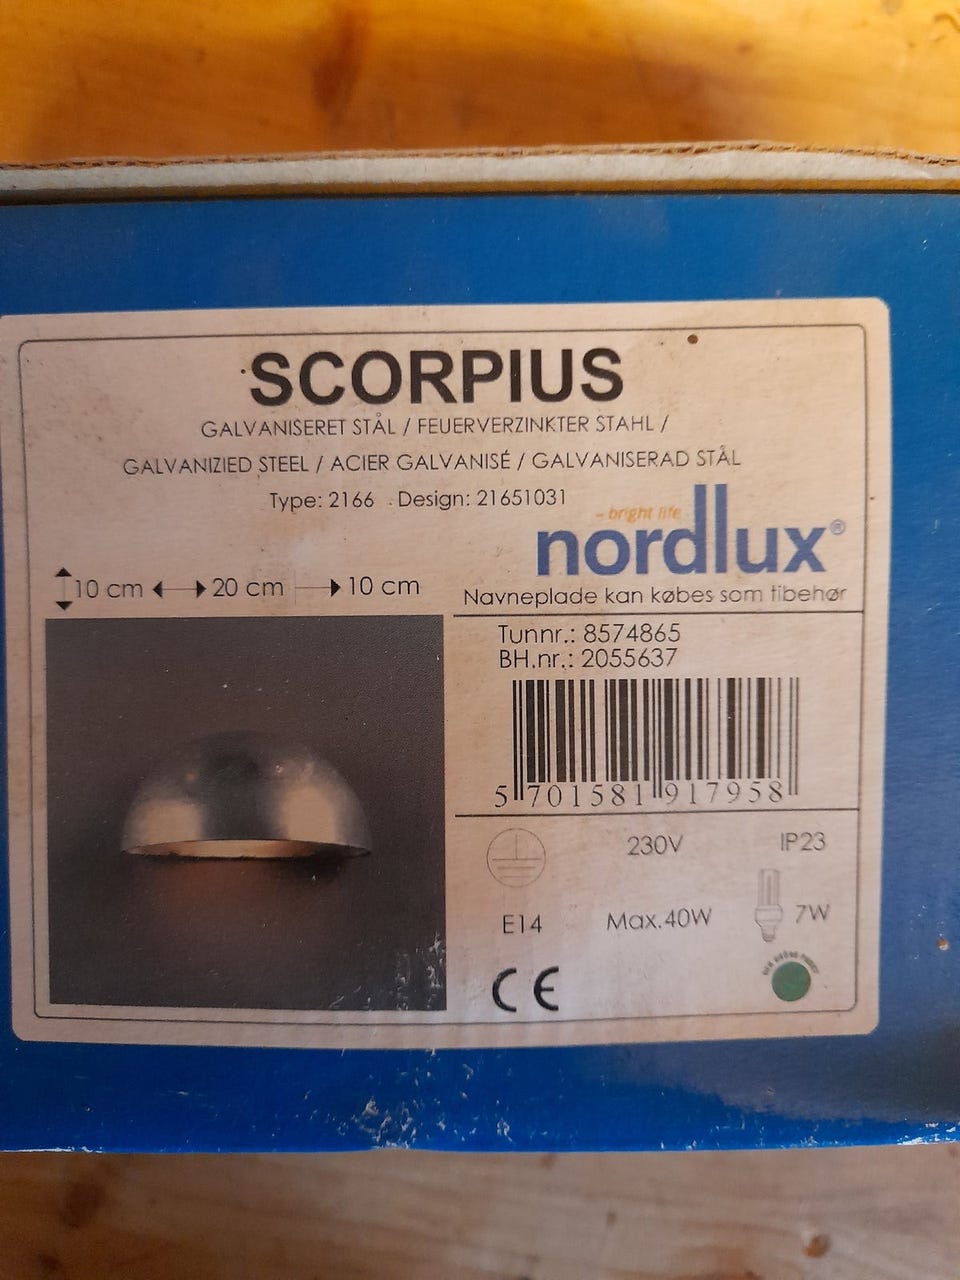 SCORPIUS
GALVANISERET STÅL / FEUERVERZINKTER STAHL /
GALVANIZIED STEEL / ACIER GALVANISÉ / GALVANISERAD STÅL
Type: 2166 Design: 21651031
- bright life
nordlux®
10 cm 20 cm 10 cm
Navneplade kan købes som tibehør
Tunnr.: 8574865
BH.nr.: 2055637
5 701581 917958
230V IP23
E14 Max.40W 7W
CE